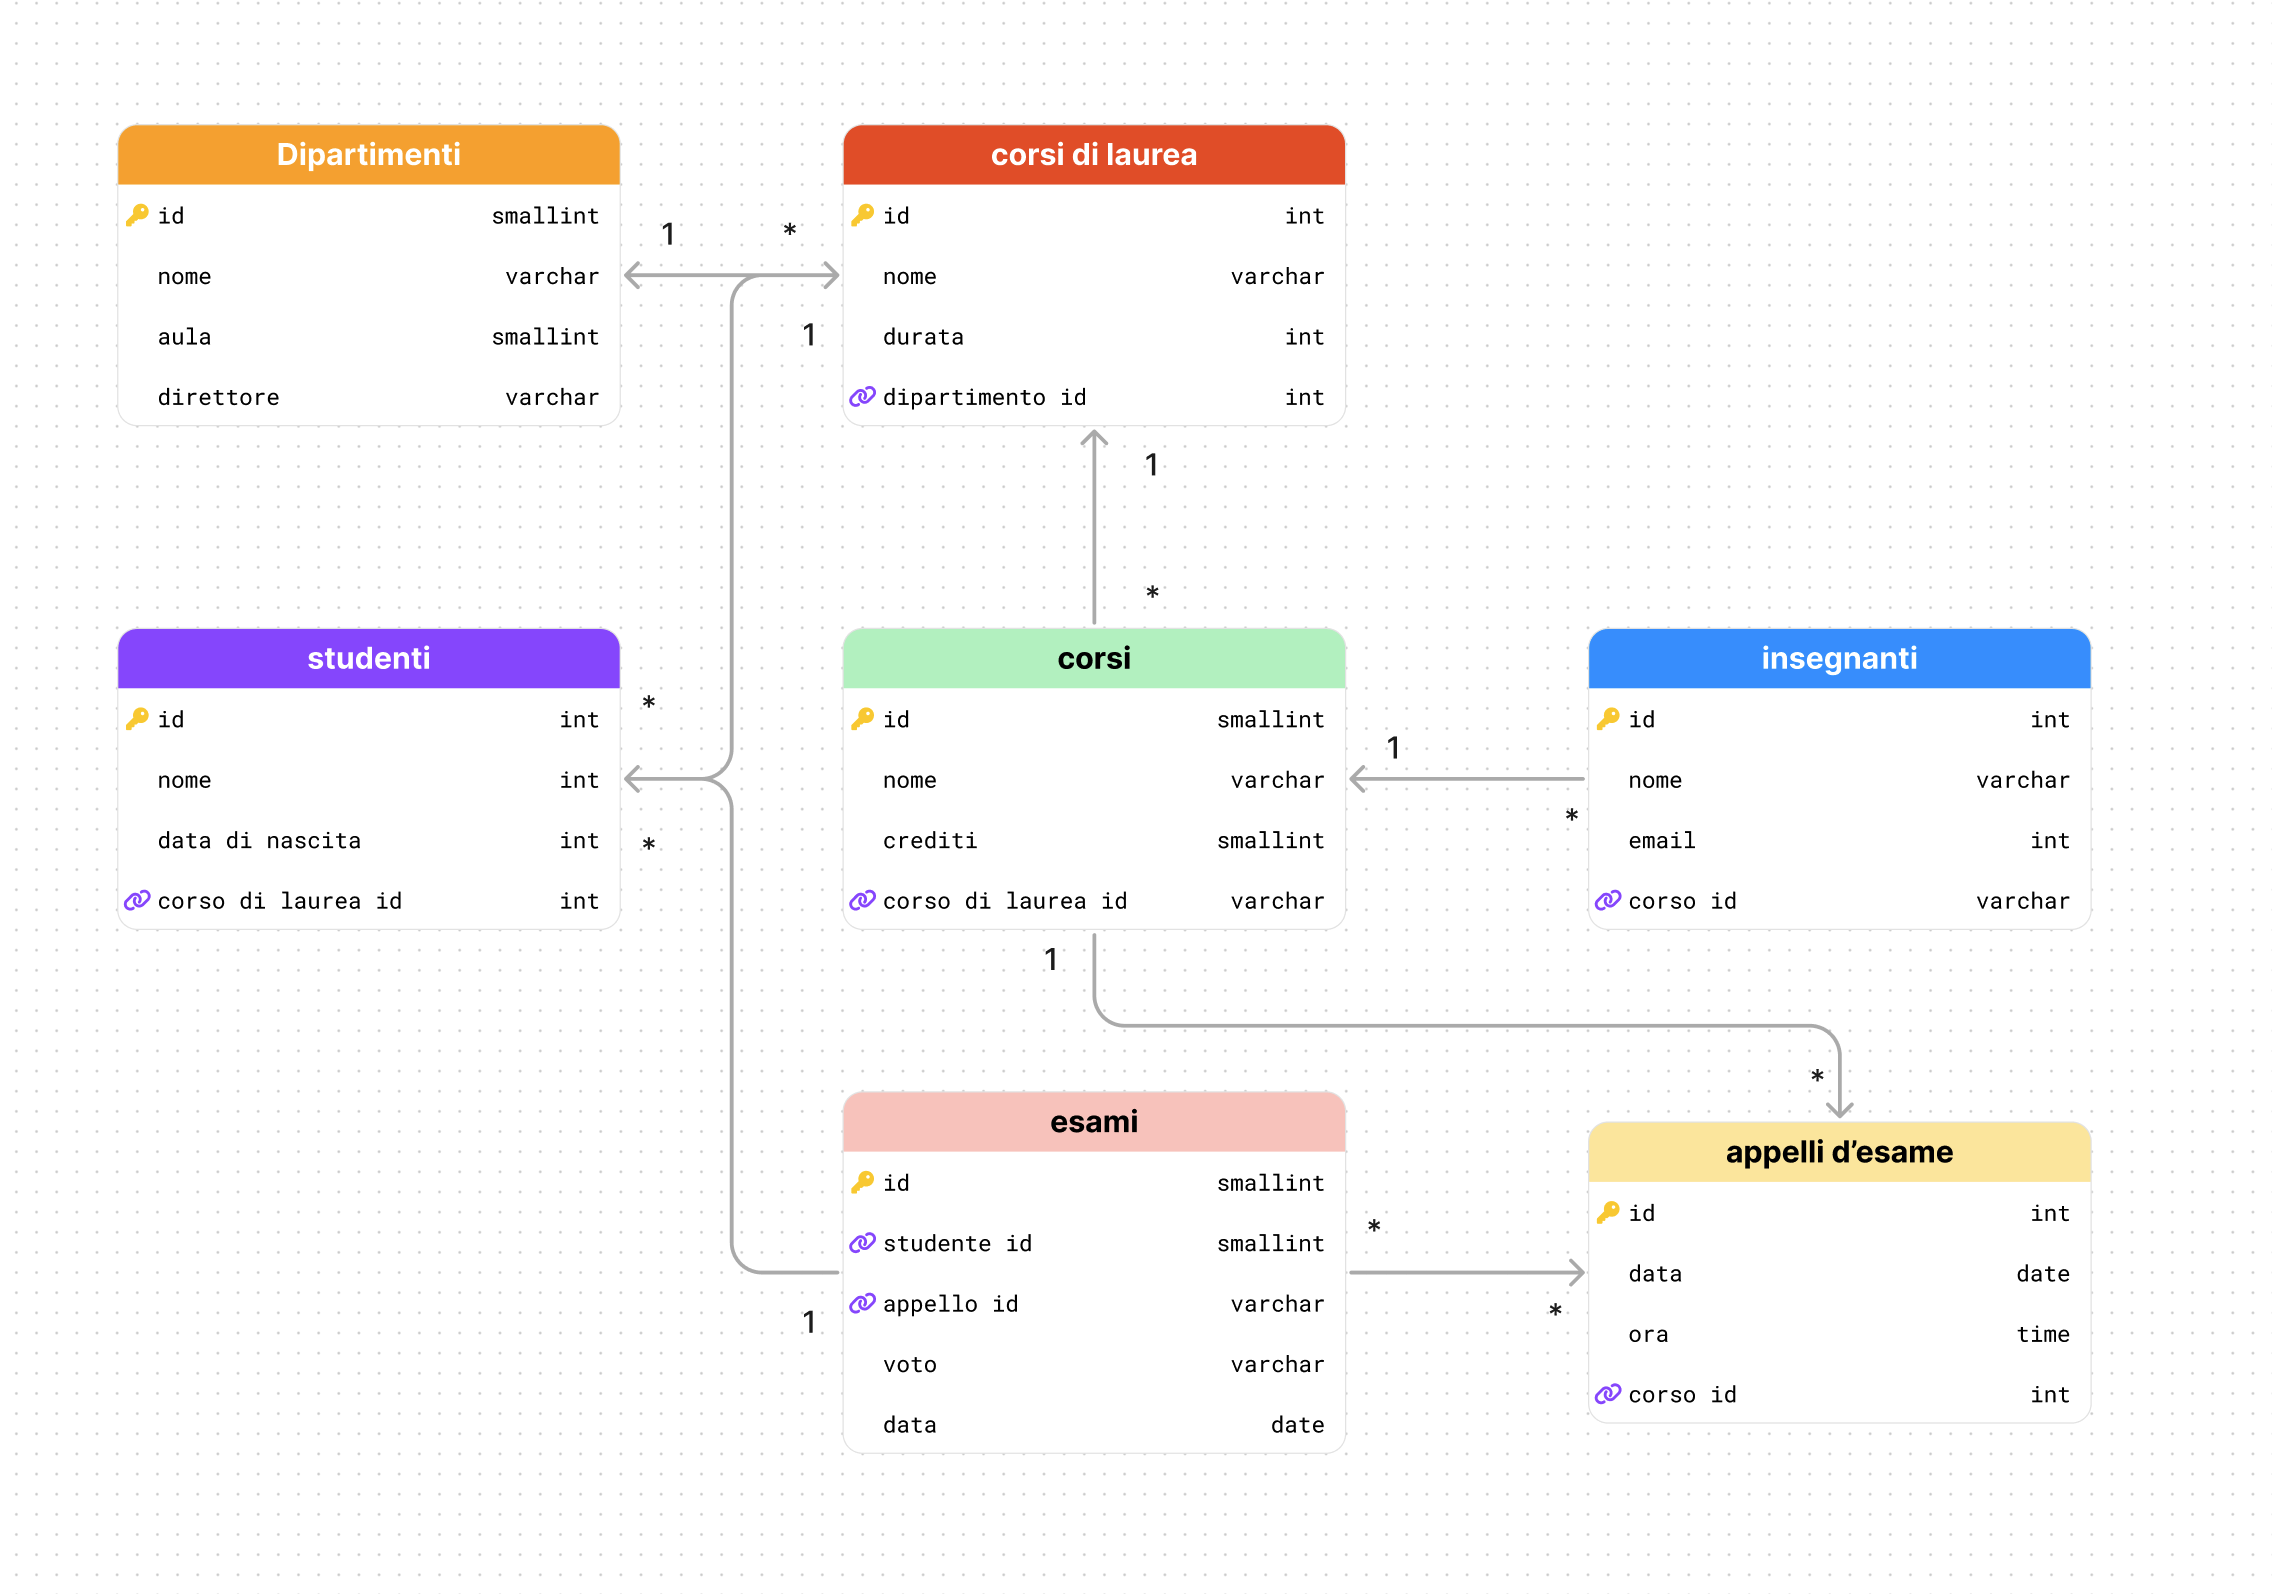 Dipartimenti
id smallint
nome varchar
aula smallint
direttore varchar
1 *
1
corsi di laurea
id int
nome varchar
durata int
dipartimento id int
1
*
studenti
id int
nome int
data di nascita int
corso di laurea id int
*
*
corsi
id smallint
nome varchar
crediti smallint
corso di laurea id varchar
1
*
insegnanti
id int
nome varchar
email int
corso id varchar
1
*
esami
id smallint
studente id smallint
appello id varchar
voto varchar
data date
1
*
*
appelli d’esame
id int
data date
ora time
corso id int